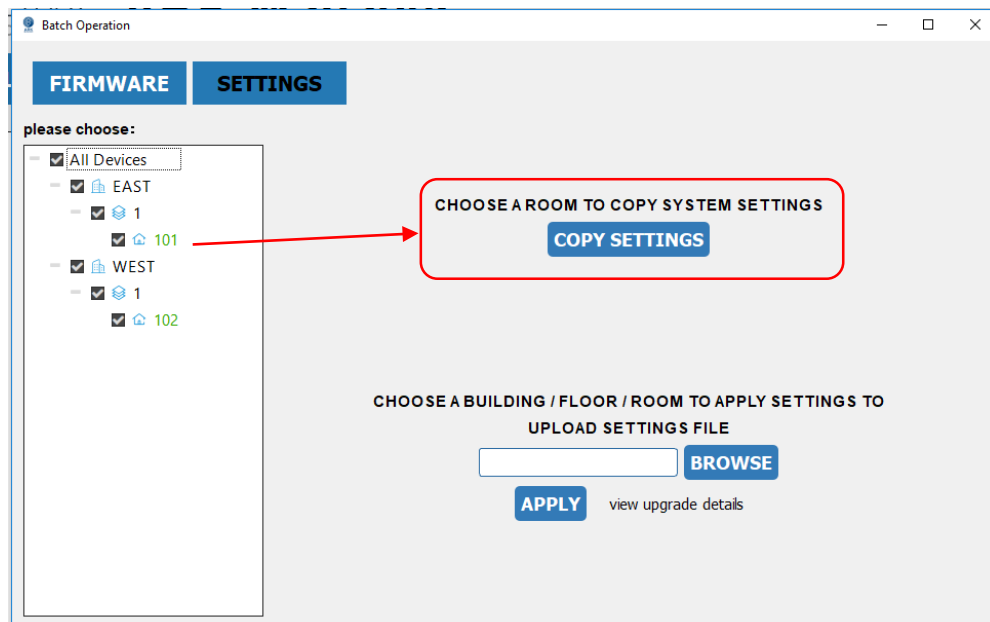 Batch Operation
FIRMWARE SETTINGS
please choose:
All Devices
EAST
1
101
WEST
1
102
CHOOSE A ROOM TO COPY SYSTEM SETTINGS
COPY SETTINGS
CHOOSE A BUILDING / FLOOR / ROOM TO APPLY SETTINGS TO
UPLOAD SETTINGS FILE
BROWSE
APPLY view upgrade details